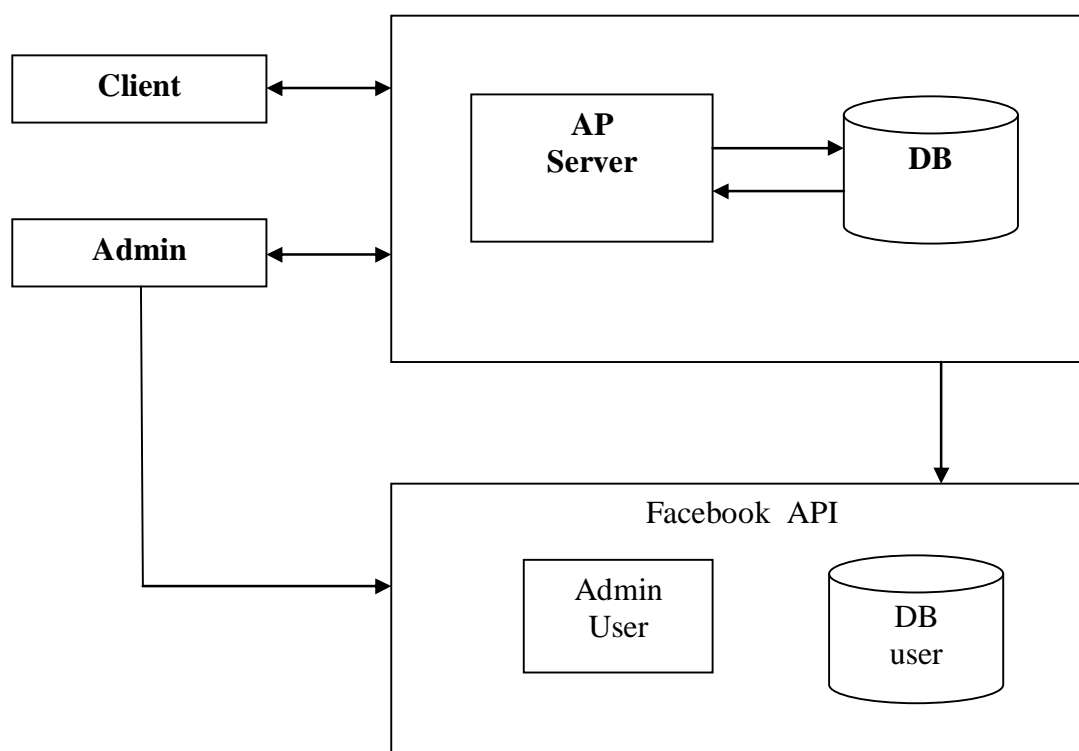 Client
AP
Server
DB
Admin
Facebook API
Admin
User
DB
user